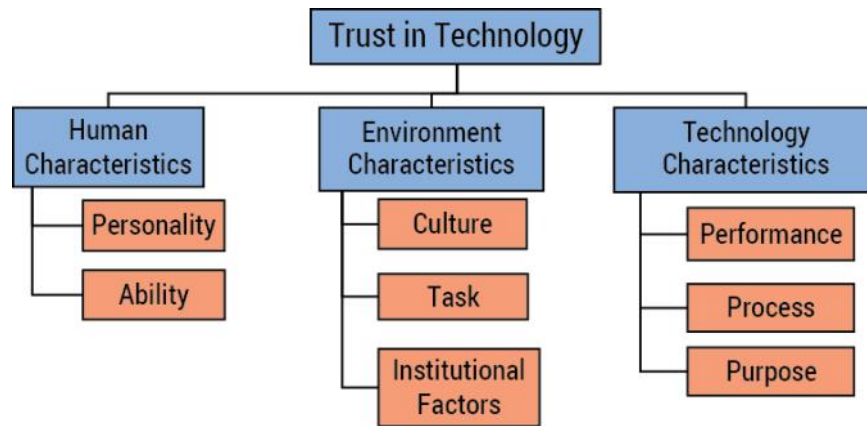 Trust in Technology
Human
Characteristics
Personality
Ability
Environment
Characteristics
Culture
Task
Institutional
Factors
Technology
Characteristics
Performance
Process
Purpose